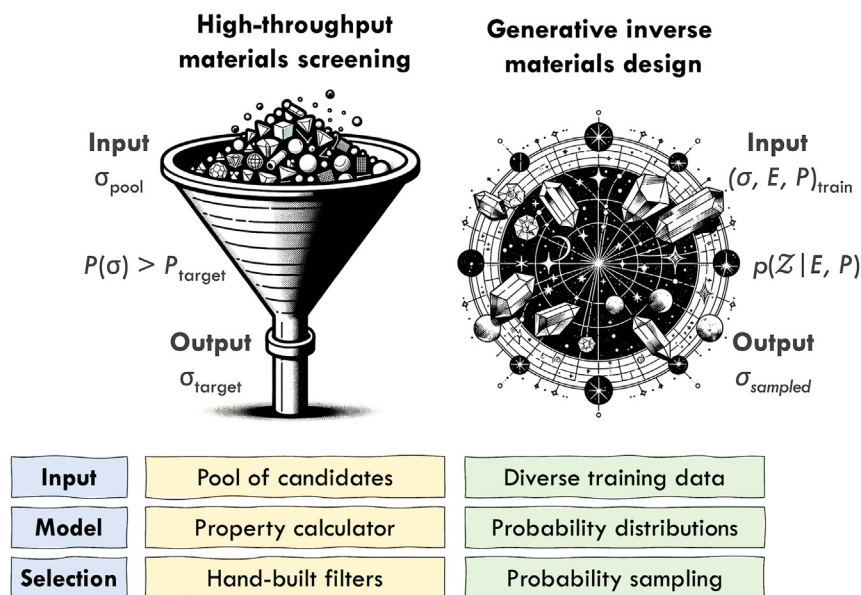 High-throughput
materials screening
Input
σpool
P(σ) > Ptarget
Output
σtarget
Generative inverse
materials design
Input
(σ, E, P)train
p(Z | E, P)
Output
σsampled
Input
Pool of candidates
Diverse training data
Model
Property calculator
Probability distributions
Selection
Hand-built filters
Probability sampling